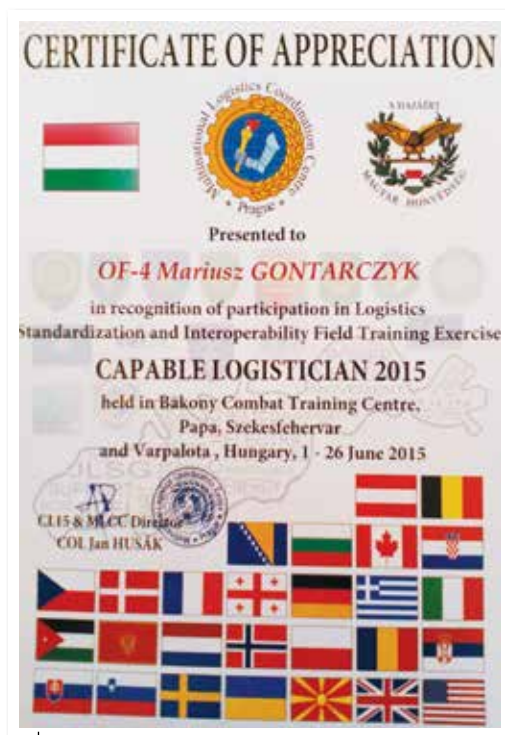 CERTIFICATE OF APPRECIATION
Multinational Logistics Coordination Centre
• Prague •
A HAZÁÉRT
MAGYAR HONVÉDSÉG
Presented to
OF-4 Mariusz GONTARCZYK
in recognition of participation in Logistics
Standardization and Interoperability Field Training Exercise
CAPABLE LOGISTICIAN 2015
held in Bakony Combat Training Centre,
Papa, Szekesfehervar
and Varpalota , Hungary, 1 - 26 June 2015
JLSG
CL15 & MLCC Director
COL Jan HUSÁK